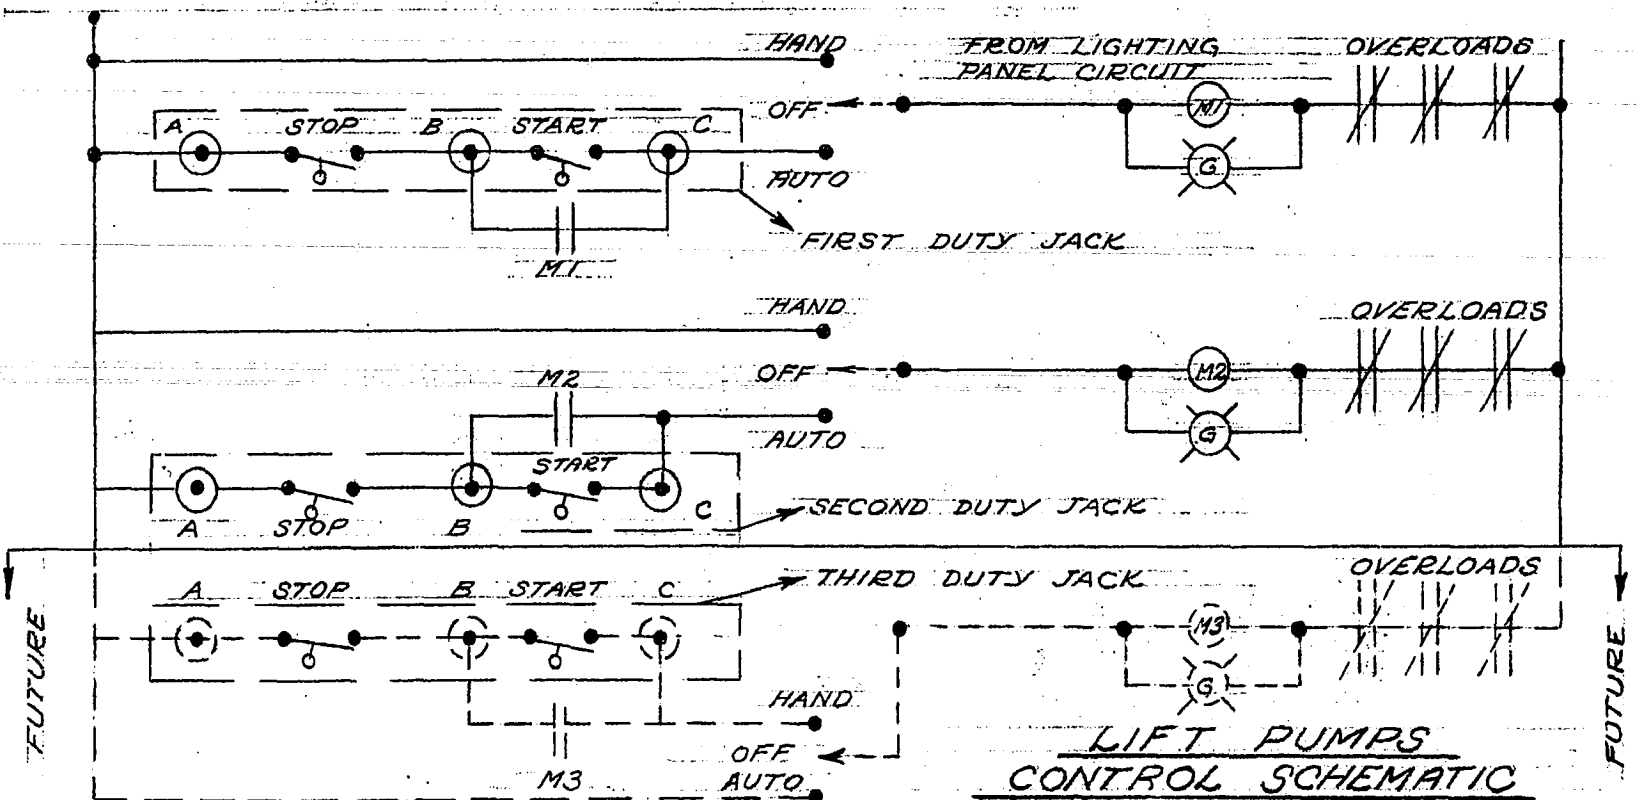 HAND
FROM LIGHTING
PANEL CIRCUIT
OVERLOADS
OFF
M1
A
STOP
B
START
C
AUTO
G
FIRST DUTY JACK
M1
HAND
OVERLOADS
M2
OFF
M2
AUTO
G
START
A
STOP
B
C
SECOND DUTY JACK
THIRD DUTY JACK
OVERLOADS
A
STOP
B
START
C
M3
FUTURE
G
HAND
FUTURE
LIFT PUMPS
OFF
M3
AUTO
CONTROL SCHEMATIC